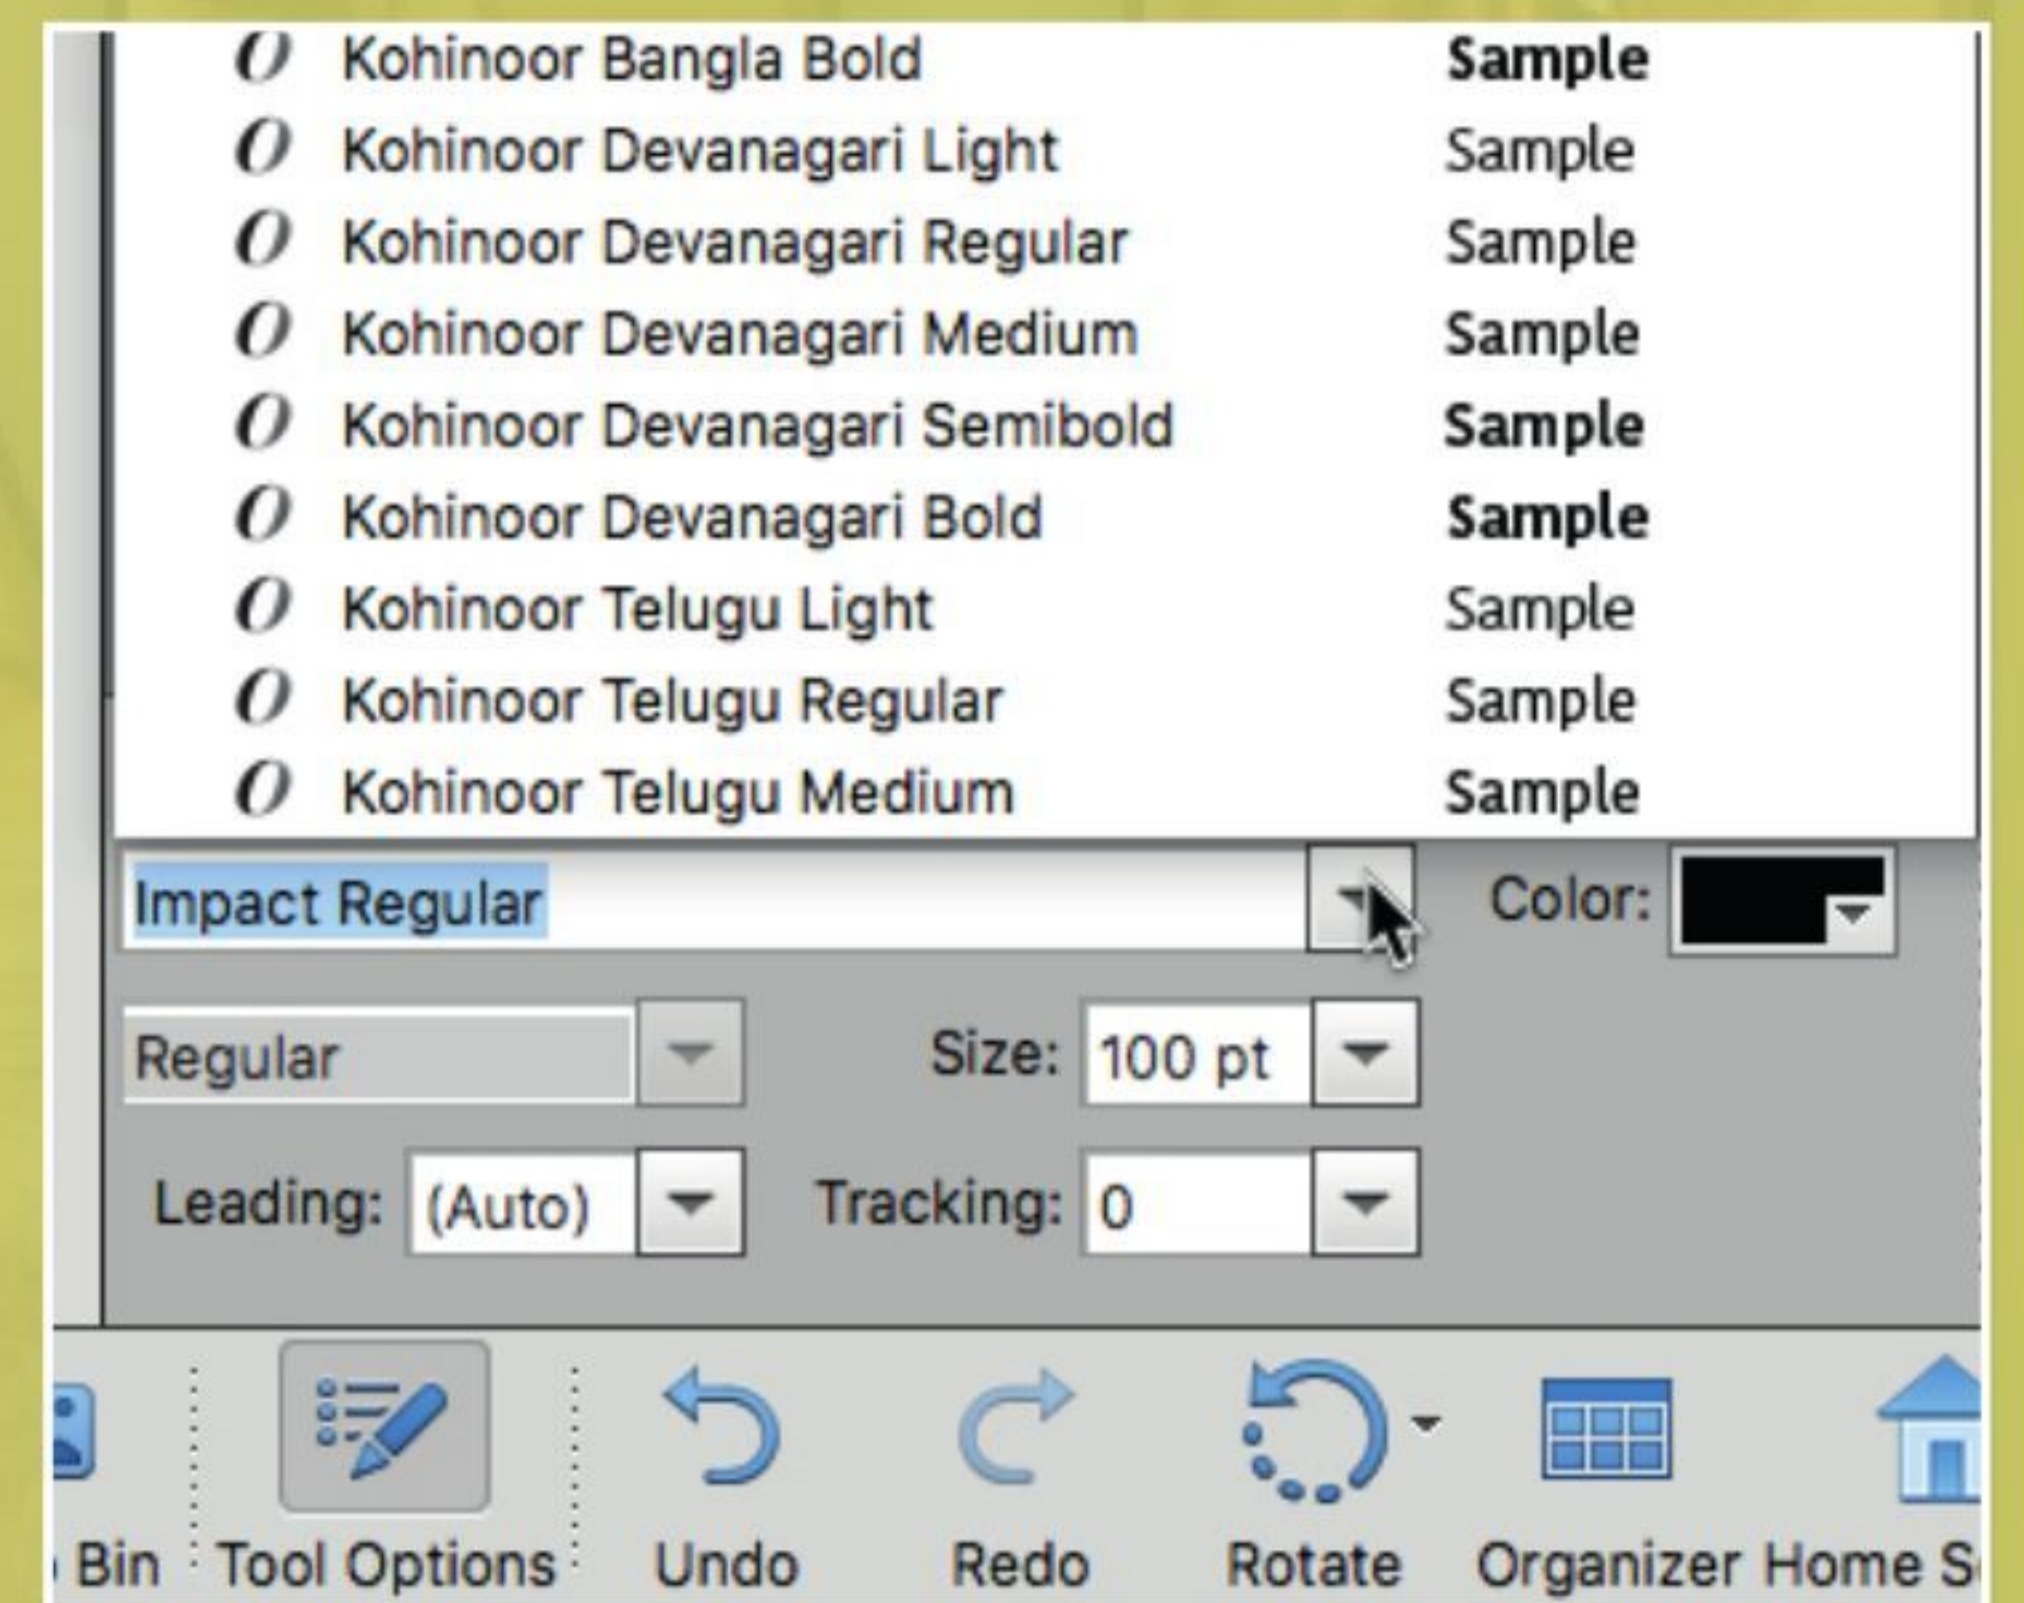 Kohinoor Bangla Bold Sample
Kohinoor Devanagari Light Sample
Kohinoor Devanagari Regular Sample
Kohinoor Devanagari Medium Sample
Kohinoor Devanagari Semibold Sample
Kohinoor Devanagari Bold Sample
Kohinoor Telugu Light Sample
Kohinoor Telugu Regular Sample
Kohinoor Telugu Medium Sample
Impact Regular Color:
Regular Size: 100 pt
Leading: (Auto) Tracking: 0
Bin Tool Options Undo Redo Rotate Organizer Home